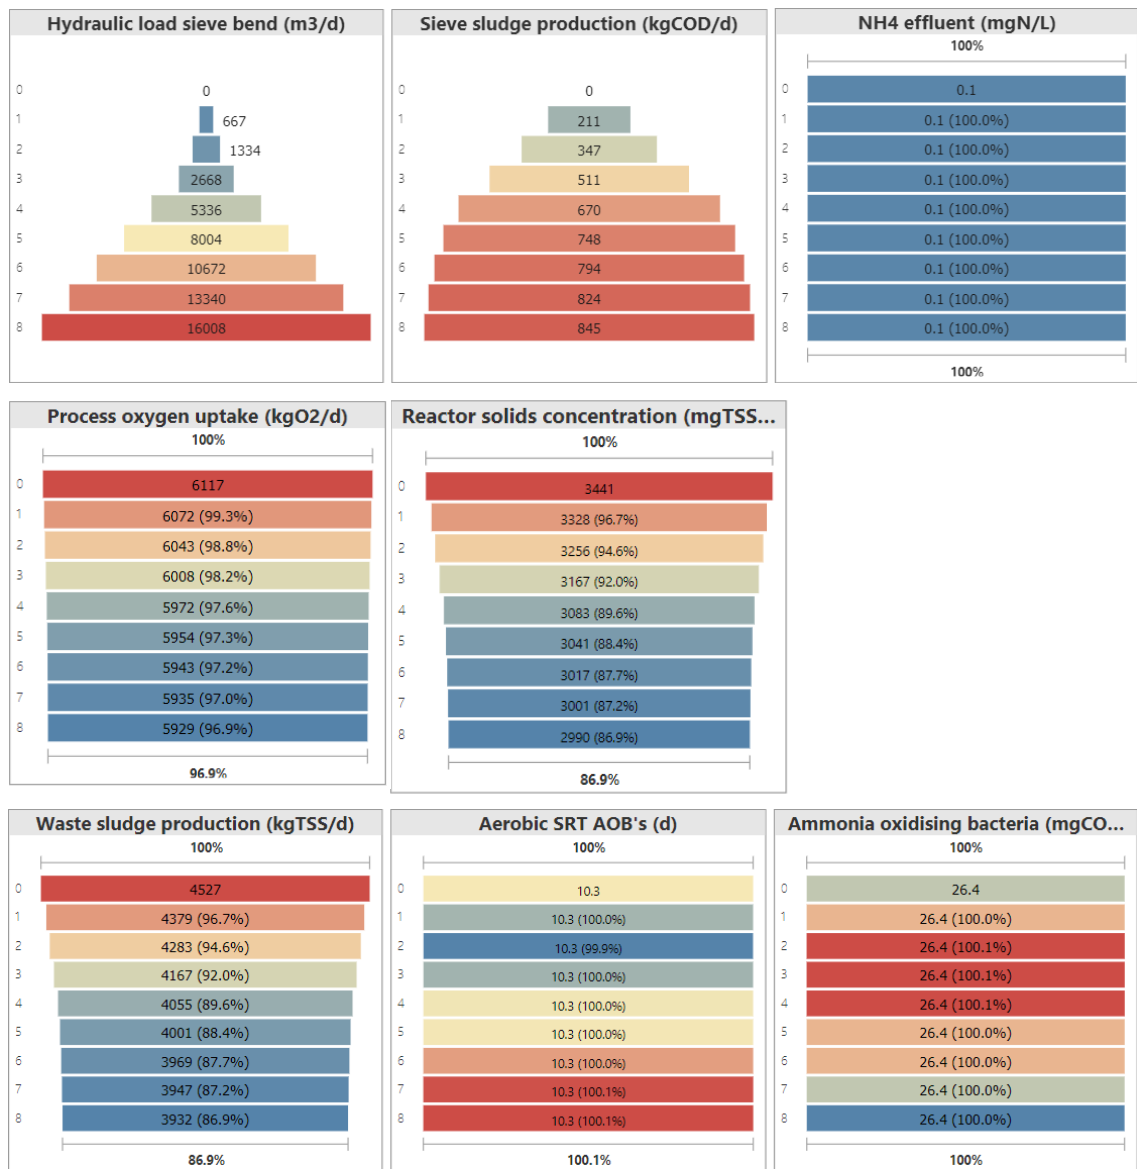 Hydraulic load sieve bend (m3/d)
0 0
1 667
2 1334
3 2668
4 5336
5 8004
6 10672
7 13340
8 16008
Sieve sludge production (kgCOD/d)
0 0
1 211
2 347
3 511
4 670
5 748
6 794
7 824
8 845
NH4 effluent (mgN/L)
100%
0 0.1
1 0.1 (100.0%)
2 0.1 (100.0%)
3 0.1 (100.0%)
4 0.1 (100.0%)
5 0.1 (100.0%)
6 0.1 (100.0%)
7 0.1 (100.0%)
8 0.1 (100.0%)
100%
Process oxygen uptake (kgO2/d)
100%
0 6117
1 6072 (99.3%)
2 6043 (98.8%)
3 6008 (98.2%)
4 5972 (97.6%)
5 5954 (97.3%)
6 5943 (97.2%)
7 5935 (97.0%)
8 5929 (96.9%)
96.9%
Reactor solids concentration (mgTSS...
100%
0 3441
1 3328 (96.7%)
2 3256 (94.6%)
3 3167 (92.0%)
4 3083 (89.6%)
5 3041 (88.4%)
6 3017 (87.7%)
7 3001 (87.2%)
8 2990 (86.9%)
86.9%
Waste sludge production (kgTSS/d)
100%
0 4527
1 4379 (96.7%)
2 4283 (94.6%)
3 4167 (92.0%)
4 4055 (89.6%)
5 4001 (88.4%)
6 3969 (87.7%)
7 3947 (87.2%)
8 3932 (86.9%)
86.9%
Aerobic SRT AOB's (d)
100%
0 10.3
1 10.3 (100.0%)
2 10.3 (99.9%)
3 10.3 (100.0%)
4 10.3 (100.0%)
5 10.3 (100.0%)
6 10.3 (100.0%)
7 10.3 (100.1%)
8 10.3 (100.1%)
100.1%
Ammonia oxidising bacteria (mgCO...
100%
0 26.4
1 26.4 (100.0%)
2 26.4 (100.1%)
3 26.4 (100.1%)
4 26.4 (100.1%)
5 26.4 (100.0%)
6 26.4 (100.0%)
7 26.4 (100.0%)
8 26.4 (100.0%)
100%